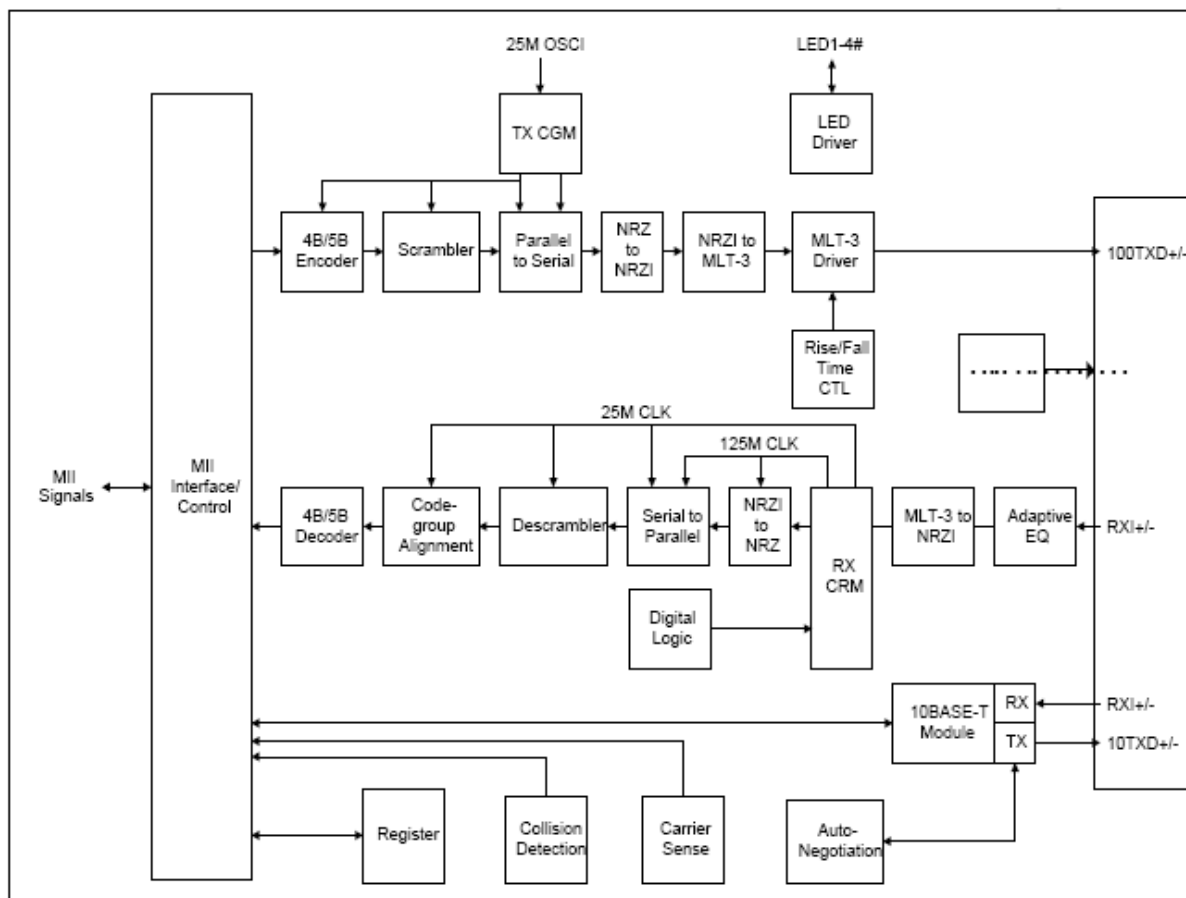 25M OSCI
LED1-4#
TX CGM
LED
Driver
4B/5B
Encoder
Scrambler
Parallel
to Serial
NRZ
to
NRZI
NRZI to
MLT-3
MLT-3
Driver
100TXD+/-
Rise/Fall
Time
CTL
25M CLK
125M CLK
MII
Signals
MII
Interface/
Control
4B/5B
Decoder
Code-
group
Alignment
Descrambler
Serial to
Parallel
NRZI
to
NRZ
RX
CRM
MLT-3 to
NRZI
Adaptive
EQ
RXI+/-
Digital
Logic
10BASE-T
Module
RX
TX
RXI+/-
10TXD+/-
Register
Collision
Detection
Carrier
Sense
Auto-
Negotiation